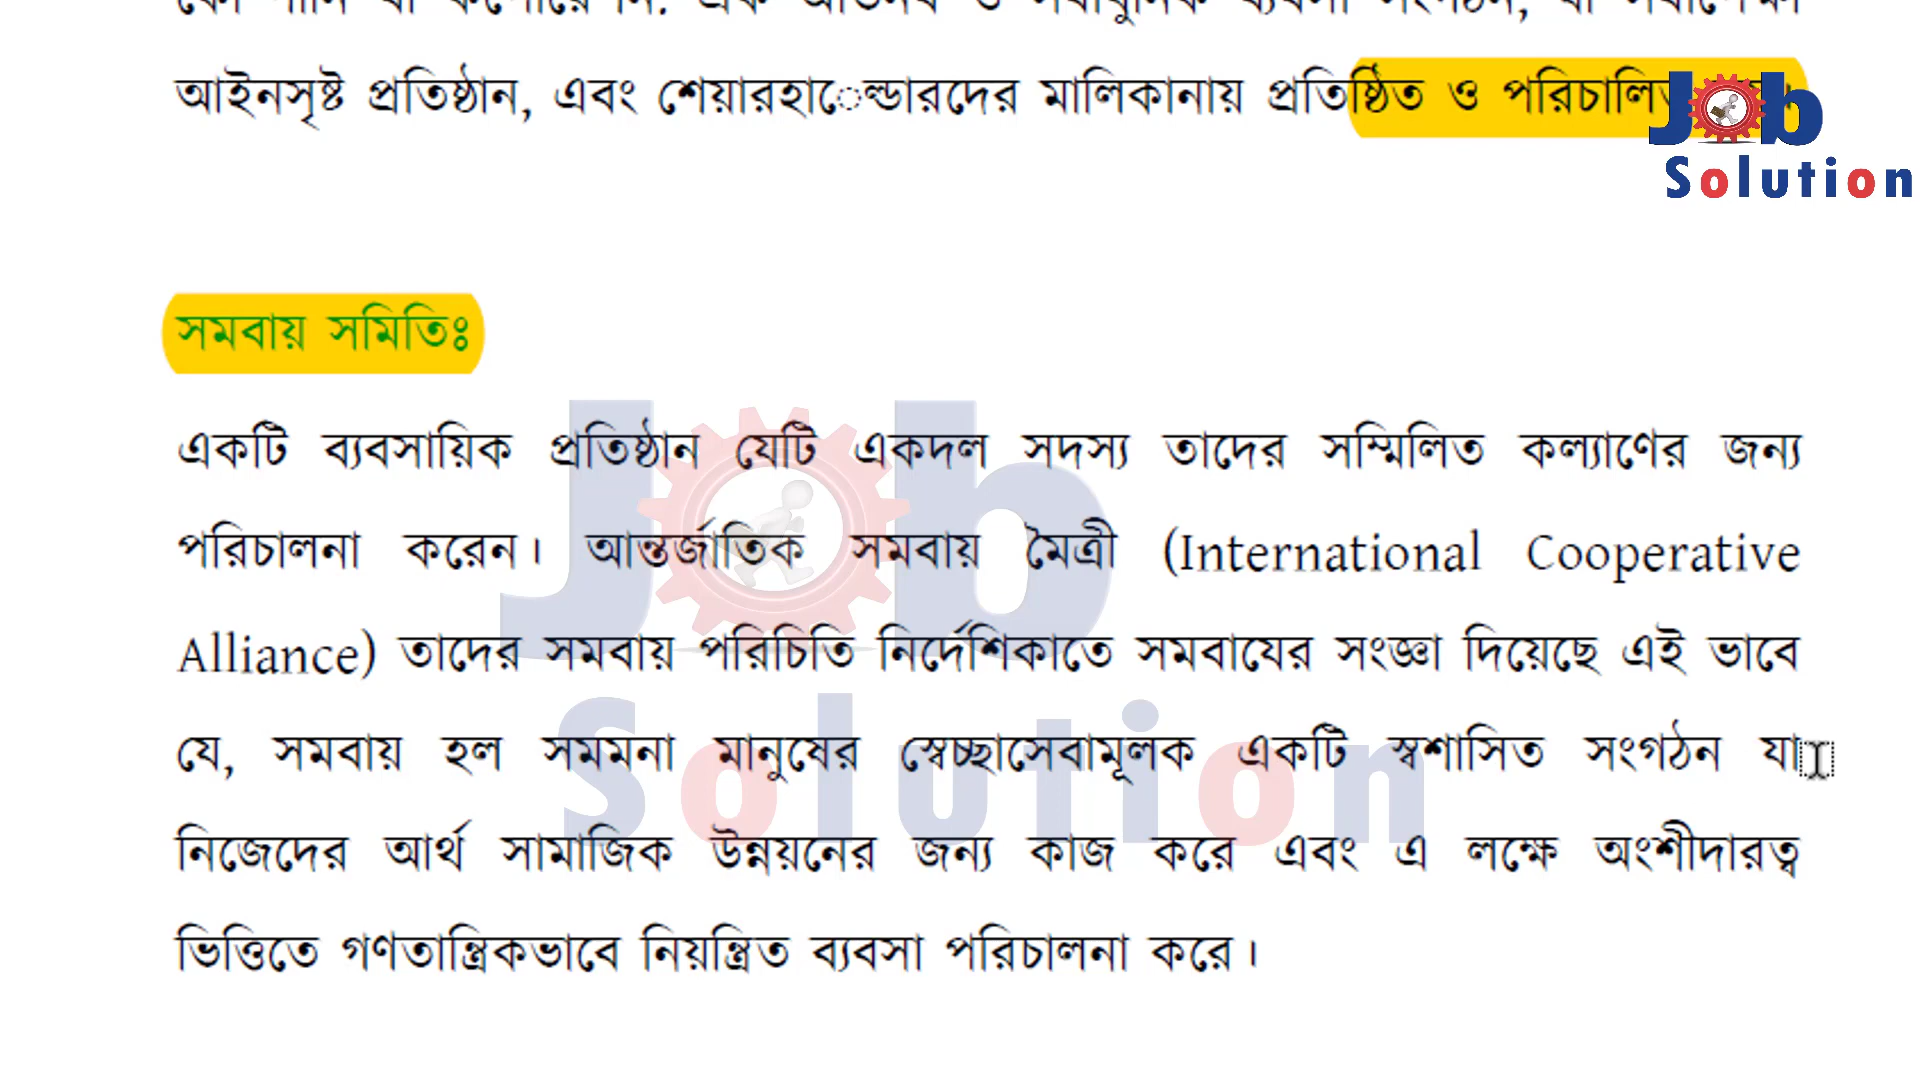 আইনসৃষ্ট প্রতিষ্ঠান, এবং শেয়ারহােল্ডারদের মালিকানায় প্রতিষ্ঠিত ও পরিচালিত
Job
Solution
সমবায় সমিতিঃ
একটি ব্যবসায়িক প্রতিষ্ঠান যেটি একদল সদস্য তাদের সম্মিলিত কল্যাণের জন্য
পরিচালনা করেন। আন্তর্জাতিক সমবায় মৈত্রী (International Cooperative
Alliance) তাদের সমবায় পরিচিতি নির্দেশিকাতে সমবাযের সংজ্ঞা দিয়েছে এই ভাবে
যে, সমবায় হল সমমনা মানুষের স্বেচ্ছাসেবামূলক একটি স্বশাসিত সংগঠন যা
নিজেদের আর্থ সামাজিক উন্নয়নের জন্য কাজ করে এবং এ লক্ষে অংশীদারত্ব
ভিত্তিতে গণতান্ত্রিকভাবে নিয়ন্ত্রিত ব্যবসা পরিচালনা করে।
Job
Solution